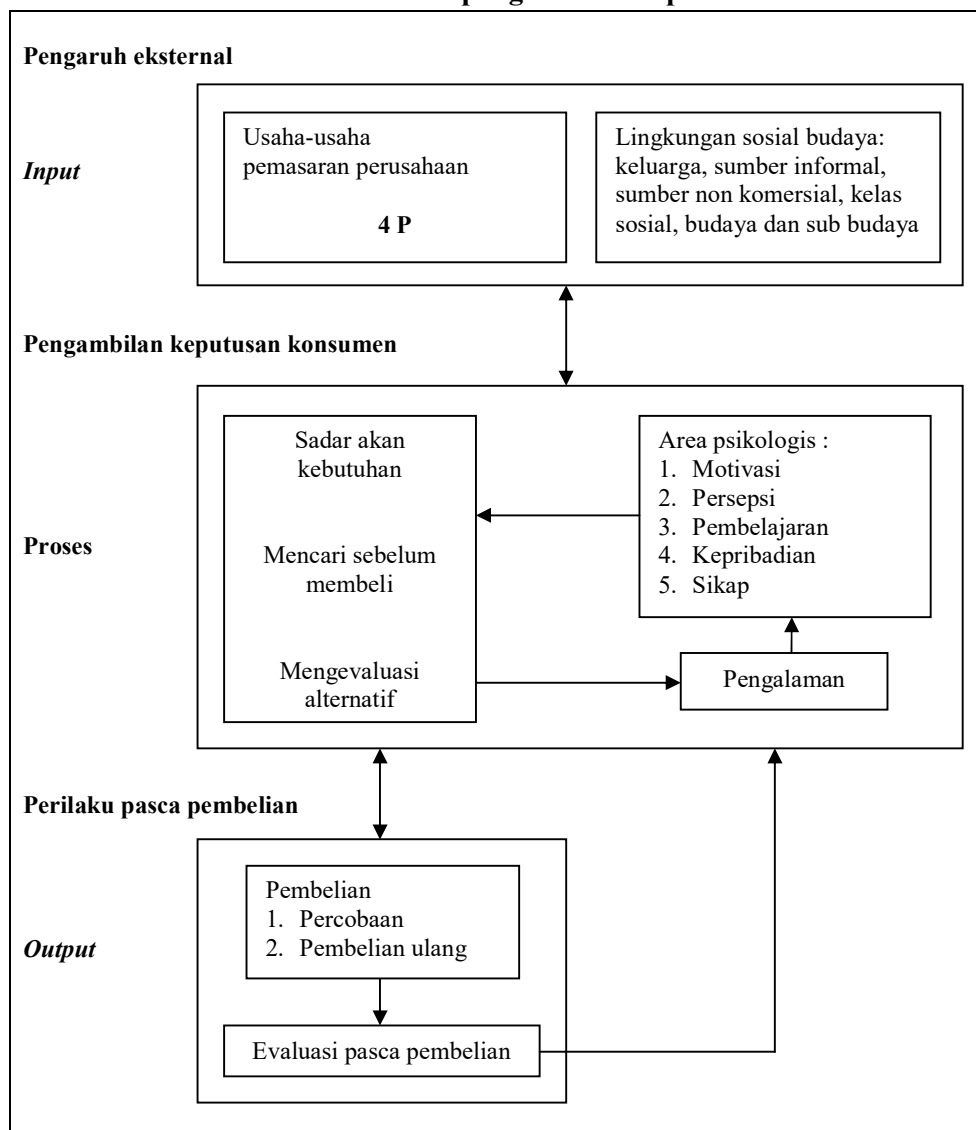 Pengaruh eksternal
Input
Usaha-usaha
pemasaran perusahaan
4 P
Lingkungan sosial budaya:
keluarga, sumber informal,
sumber non komersial, kelas
sosial, budaya dan sub budaya
Pengambilan keputusan konsumen
Proses
Sadar akan
kebutuhan
Mencari sebelum
membeli
Mengevaluasi
alternatif
Area psikologis :
1. Motivasi
2. Persepsi
3. Pembelajaran
4. Kepribadian
5. Sikap
Pengalaman
Perilaku pasca pembelian
Output
Pembelian
1. Percobaan
2. Pembelian ulang
Evaluasi pasca pembelian